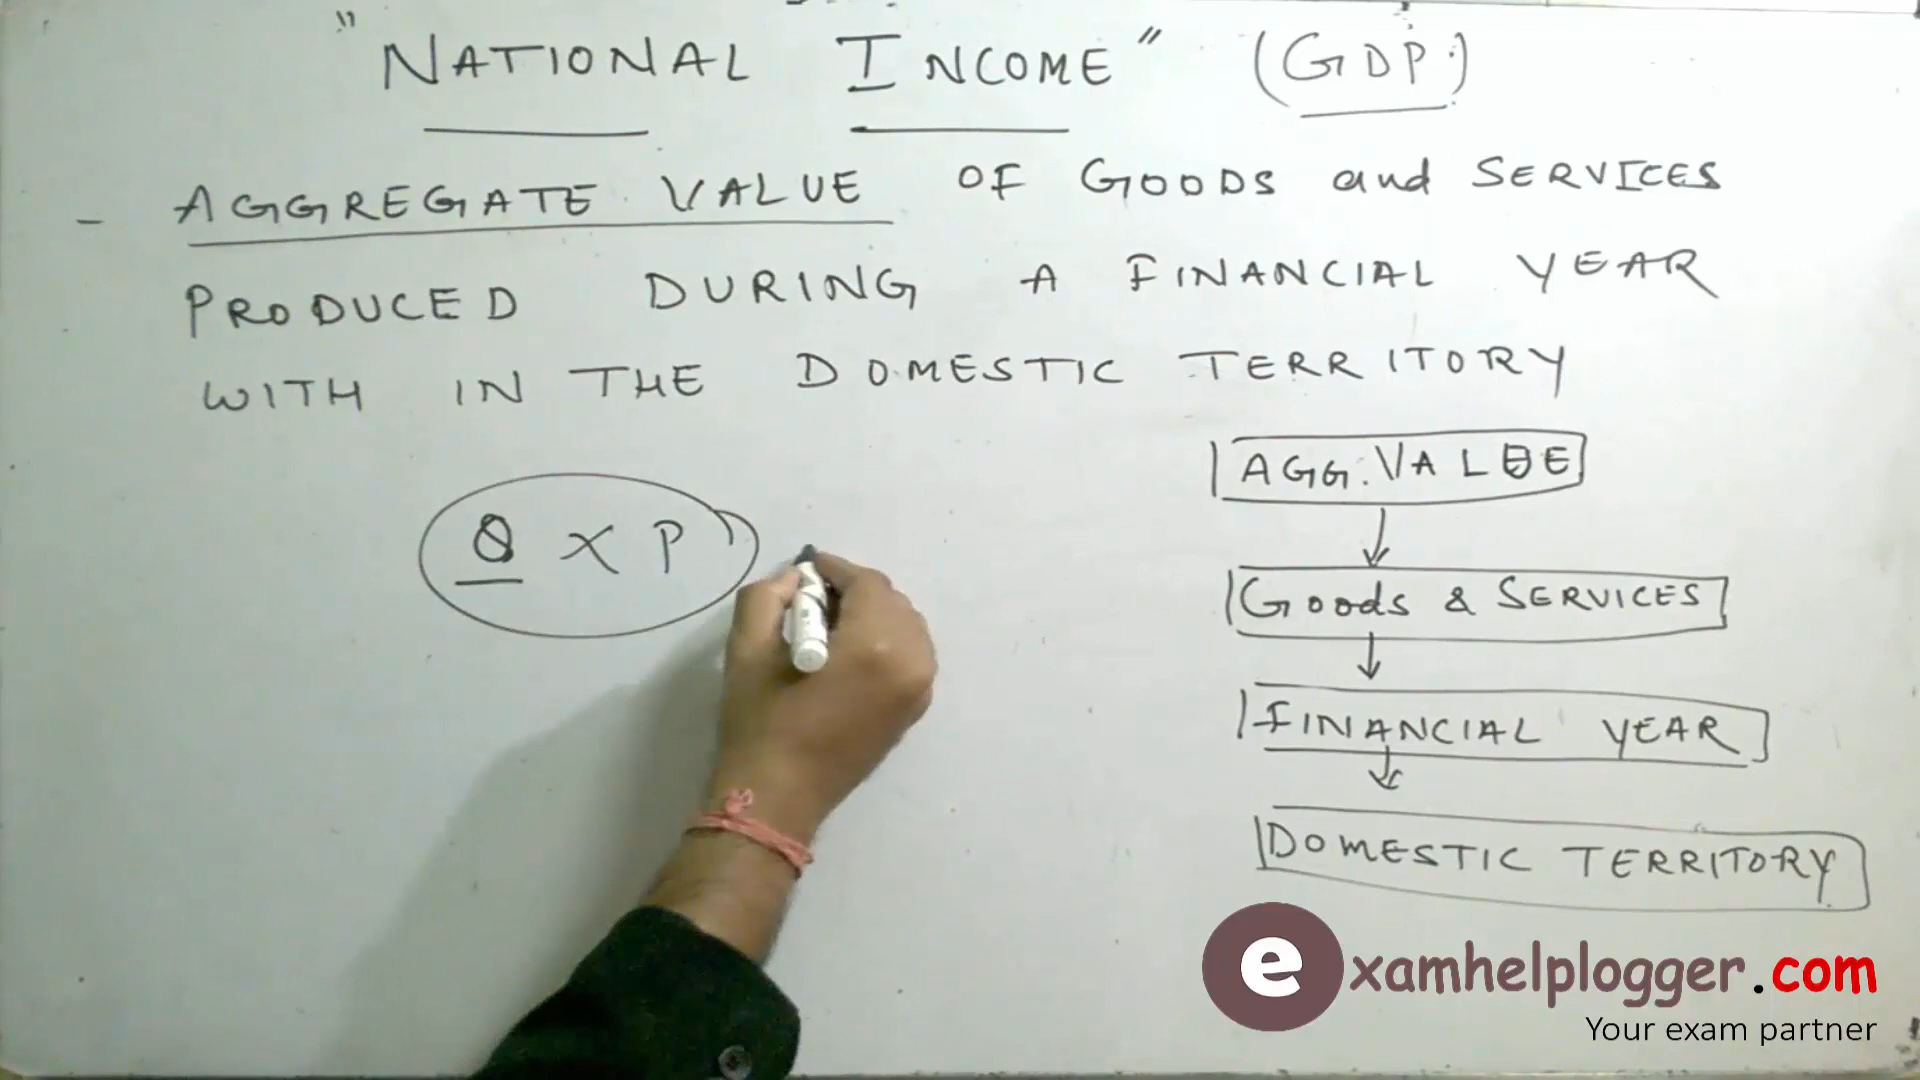 "NATIONAL INCOME" (GDP.)
- AGGREGATE VALUE OF GOODS and SERVICES
PRODUCED DURING A FINANCIAL YEAR
WITH IN THE DOMESTIC TERRITORY
Q X P
AGG. VALUE
Goods & SERVICES
FINANCIAL YEAR
DOMESTIC TERRITORY
examhelplogger.com
Your exam partner